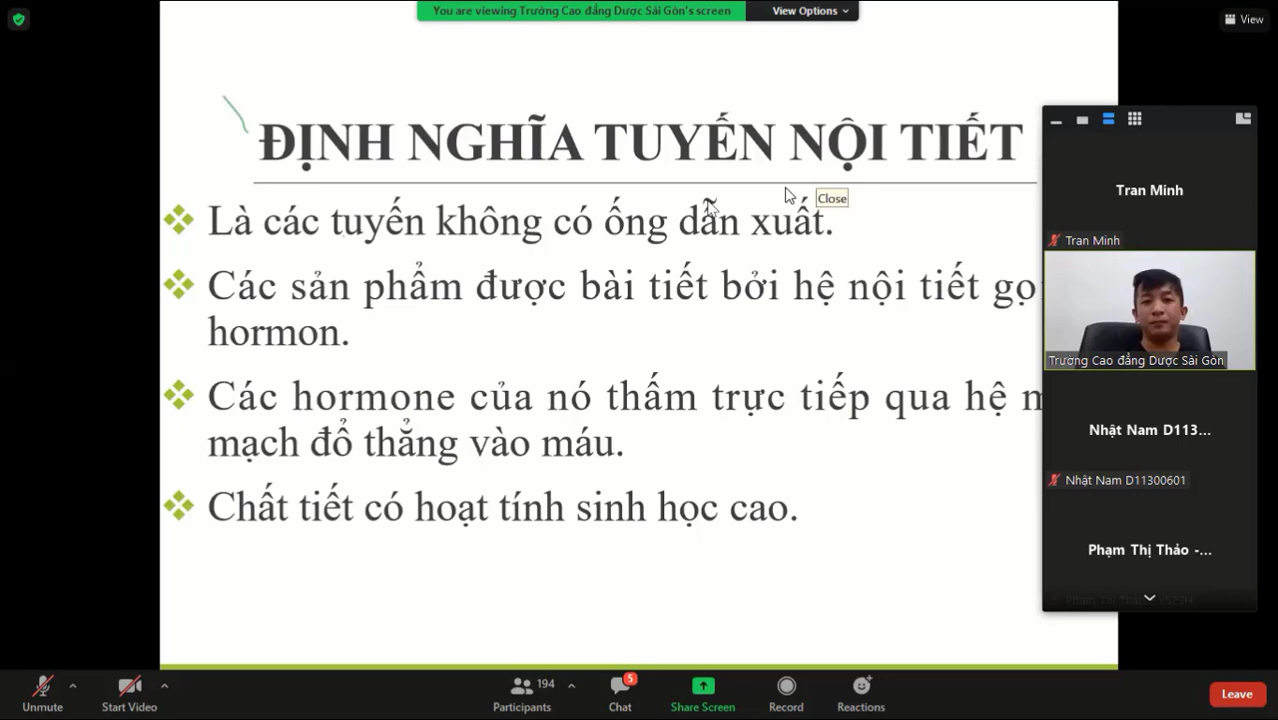 You are viewing Trường Cao đẳng Dược Sài Gòn's screen
View Options
View
ĐỊNH NGHĨA TUYẾN NỘI TIẾT
Close
Là các tuyến không có ống dẫn xuất.
Các sản phẩm được bài tiết bởi hệ nội tiết
hormon.
Các hormone của nó thấm trực tiếp qua hệ
mạch đổ thẳng vào máu.
Chất tiết có hoạt tính sinh học cao.
Tran Minh
Tran Minh
Trường Cao đẳng Dược Sài Gòn
Nhật Nam D113...
Nhật Nam D11300601
Phạm Thị Thảo -...
Unmute
Start Video
194
Participants
5
Chat
Share Screen
Record
Reactions
Leave